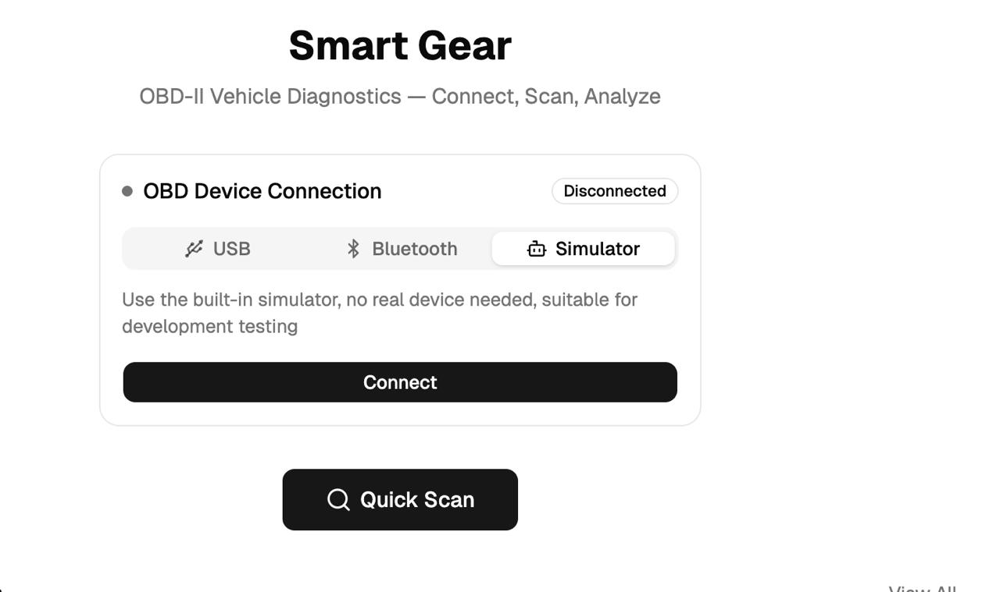 Smart Gear
OBD-II Vehicle Diagnostics — Connect, Scan, Analyze
OBD Device Connection
Disconnected
USB
Bluetooth
Simulator
Use the built-in simulator, no real device needed, suitable for
development testing
Connect
Quick Scan
View All